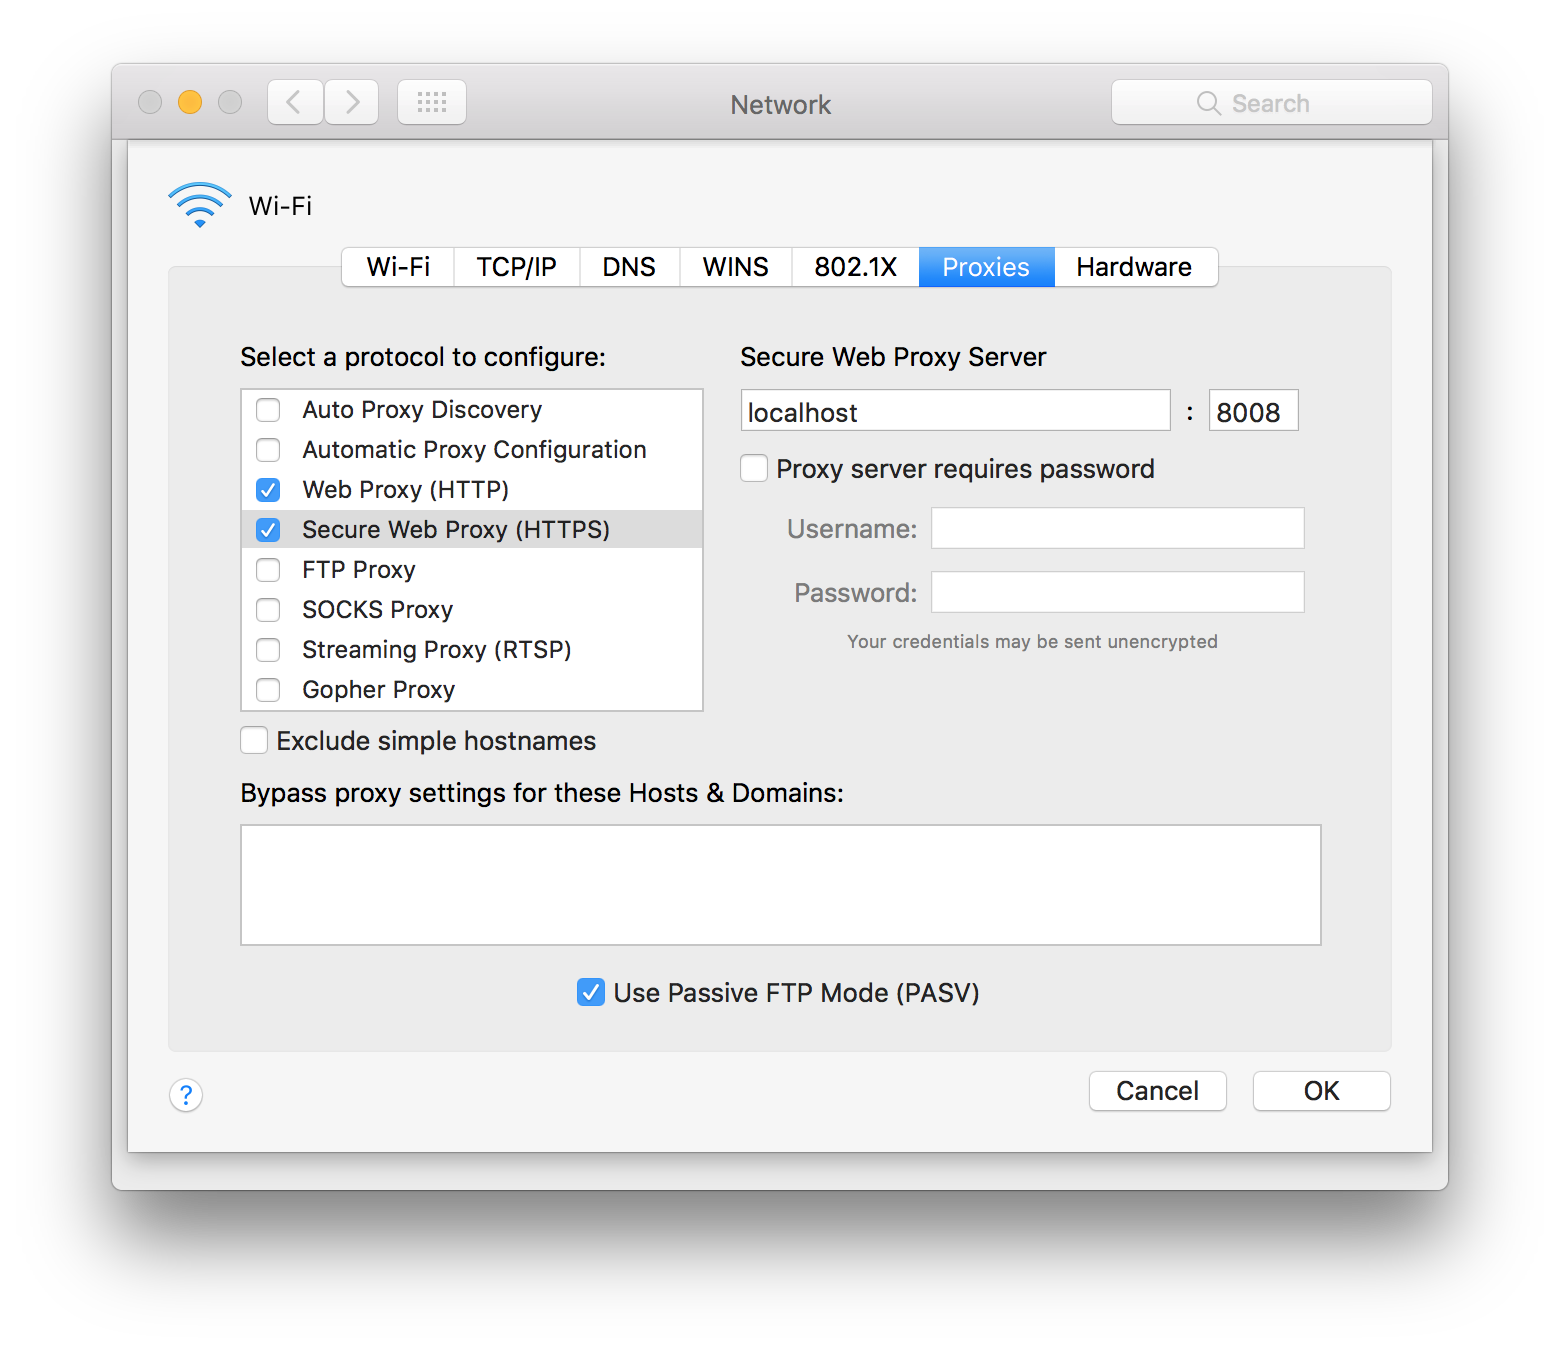 Network
Search
Wi-Fi
Wi-Fi TCP/IP DNS WINS 802.1X Proxies Hardware
Select a protocol to configure:
Auto Proxy Discovery
Automatic Proxy Configuration
Web Proxy (HTTP)
Secure Web Proxy (HTTPS)
FTP Proxy
SOCKS Proxy
Streaming Proxy (RTSP)
Gopher Proxy
Exclude simple hostnames
Secure Web Proxy Server
localhost : 8008
Proxy server requires password
Username:
Password:
Your credentials may be sent unencrypted
Bypass proxy settings for these Hosts & Domains:
Use Passive FTP Mode (PASV)
?
Cancel OK